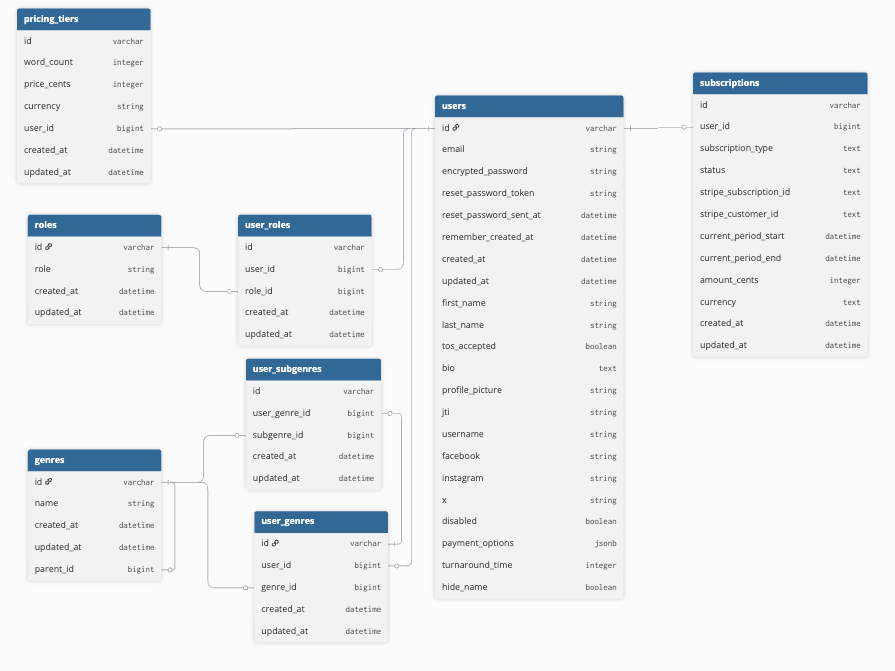 pricing_tiers
id varchar
word_count integer
price_cents integer
currency string
user_id bigint
created_at datetime
updated_at datetime
roles
id varchar
role string
created_at datetime
updated_at datetime
user_roles
id varchar
user_id bigint
role_id bigint
created_at datetime
updated_at datetime
user_subgenres
id varchar
user_genre_id bigint
subgenre_id bigint
created_at datetime
updated_at datetime
genres
id varchar
name string
created_at datetime
updated_at datetime
parent_id bigint
user_genres
id varchar
user_id bigint
genre_id bigint
created_at datetime
updated_at datetime
users
id varchar
email string
encrypted_password string
reset_password_token string
reset_password_sent_at datetime
remember_created_at datetime
created_at datetime
updated_at datetime
first_name string
last_name string
tos_accepted boolean
bio text
profile_picture string
jti string
username string
facebook string
instagram string
x string
disabled boolean
payment_options jsonb
turnaround_time integer
hide_name boolean
subscriptions
id varchar
user_id bigint
subscription_type text
status text
stripe_subscription_id text
stripe_customer_id text
current_period_start datetime
current_period_end datetime
amount_cents integer
currency text
created_at datetime
updated_at datetime